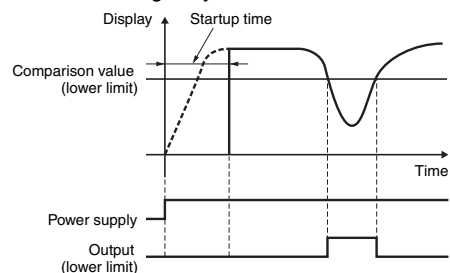 Display
Startup time
Comparison value
(lower limit)
Time
Power supply
Output
(lower limit)